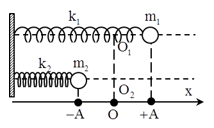 k₁ m₁
O₁
k₂ m₂
O₂ x
−A O +A